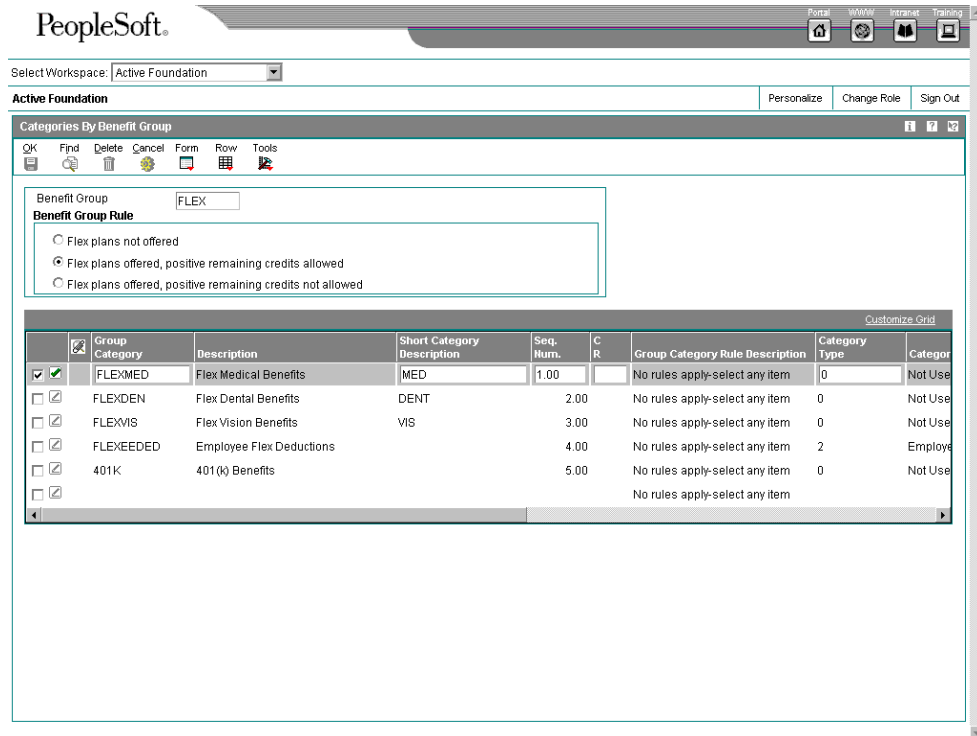 Portal WWW Intranet Training
PeopleSoft®
Select Workspace: Active Foundation
Active Foundation Personalize Change Role Sign Out
Categories By Benefit Group i ?
OK Find Delete Cancel Form Row Tools
Benefit Group FLEX
Benefit Group Rule
Flex plans not offered
Flex plans offered, positive remaining credits allowed
Flex plans offered, positive remaining credits not allowed
Customize Grid
Group Category Description Short Category Description Seq. Num. C R Group Category Rule Description Category Type Categor
FLEXMED Flex Medical Benefits MED 1.00 No rules apply-select any item 0 Not Use
FLEXDEN Flex Dental Benefits DENT 2.00 No rules apply-select any item 0 Not Use
FLEXVIS Flex Vision Benefits VIS 3.00 No rules apply-select any item 0 Not Use
FLEXEEDED Employee Flex Deductions 4.00 No rules apply-select any item 2 Employe
401K 401(k) Benefits 5.00 No rules apply-select any item 0 Not Use
No rules apply-select any item